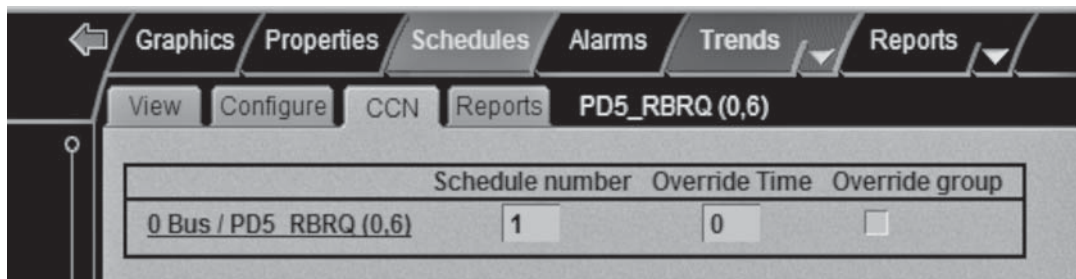 Graphics Properties Schedules Alarms Trends Reports
View Configure CCN Reports PD5_RBRQ (0,6)
Schedule number Override Time Override group
0 Bus / PD5_RBRQ (0,6) 1 0